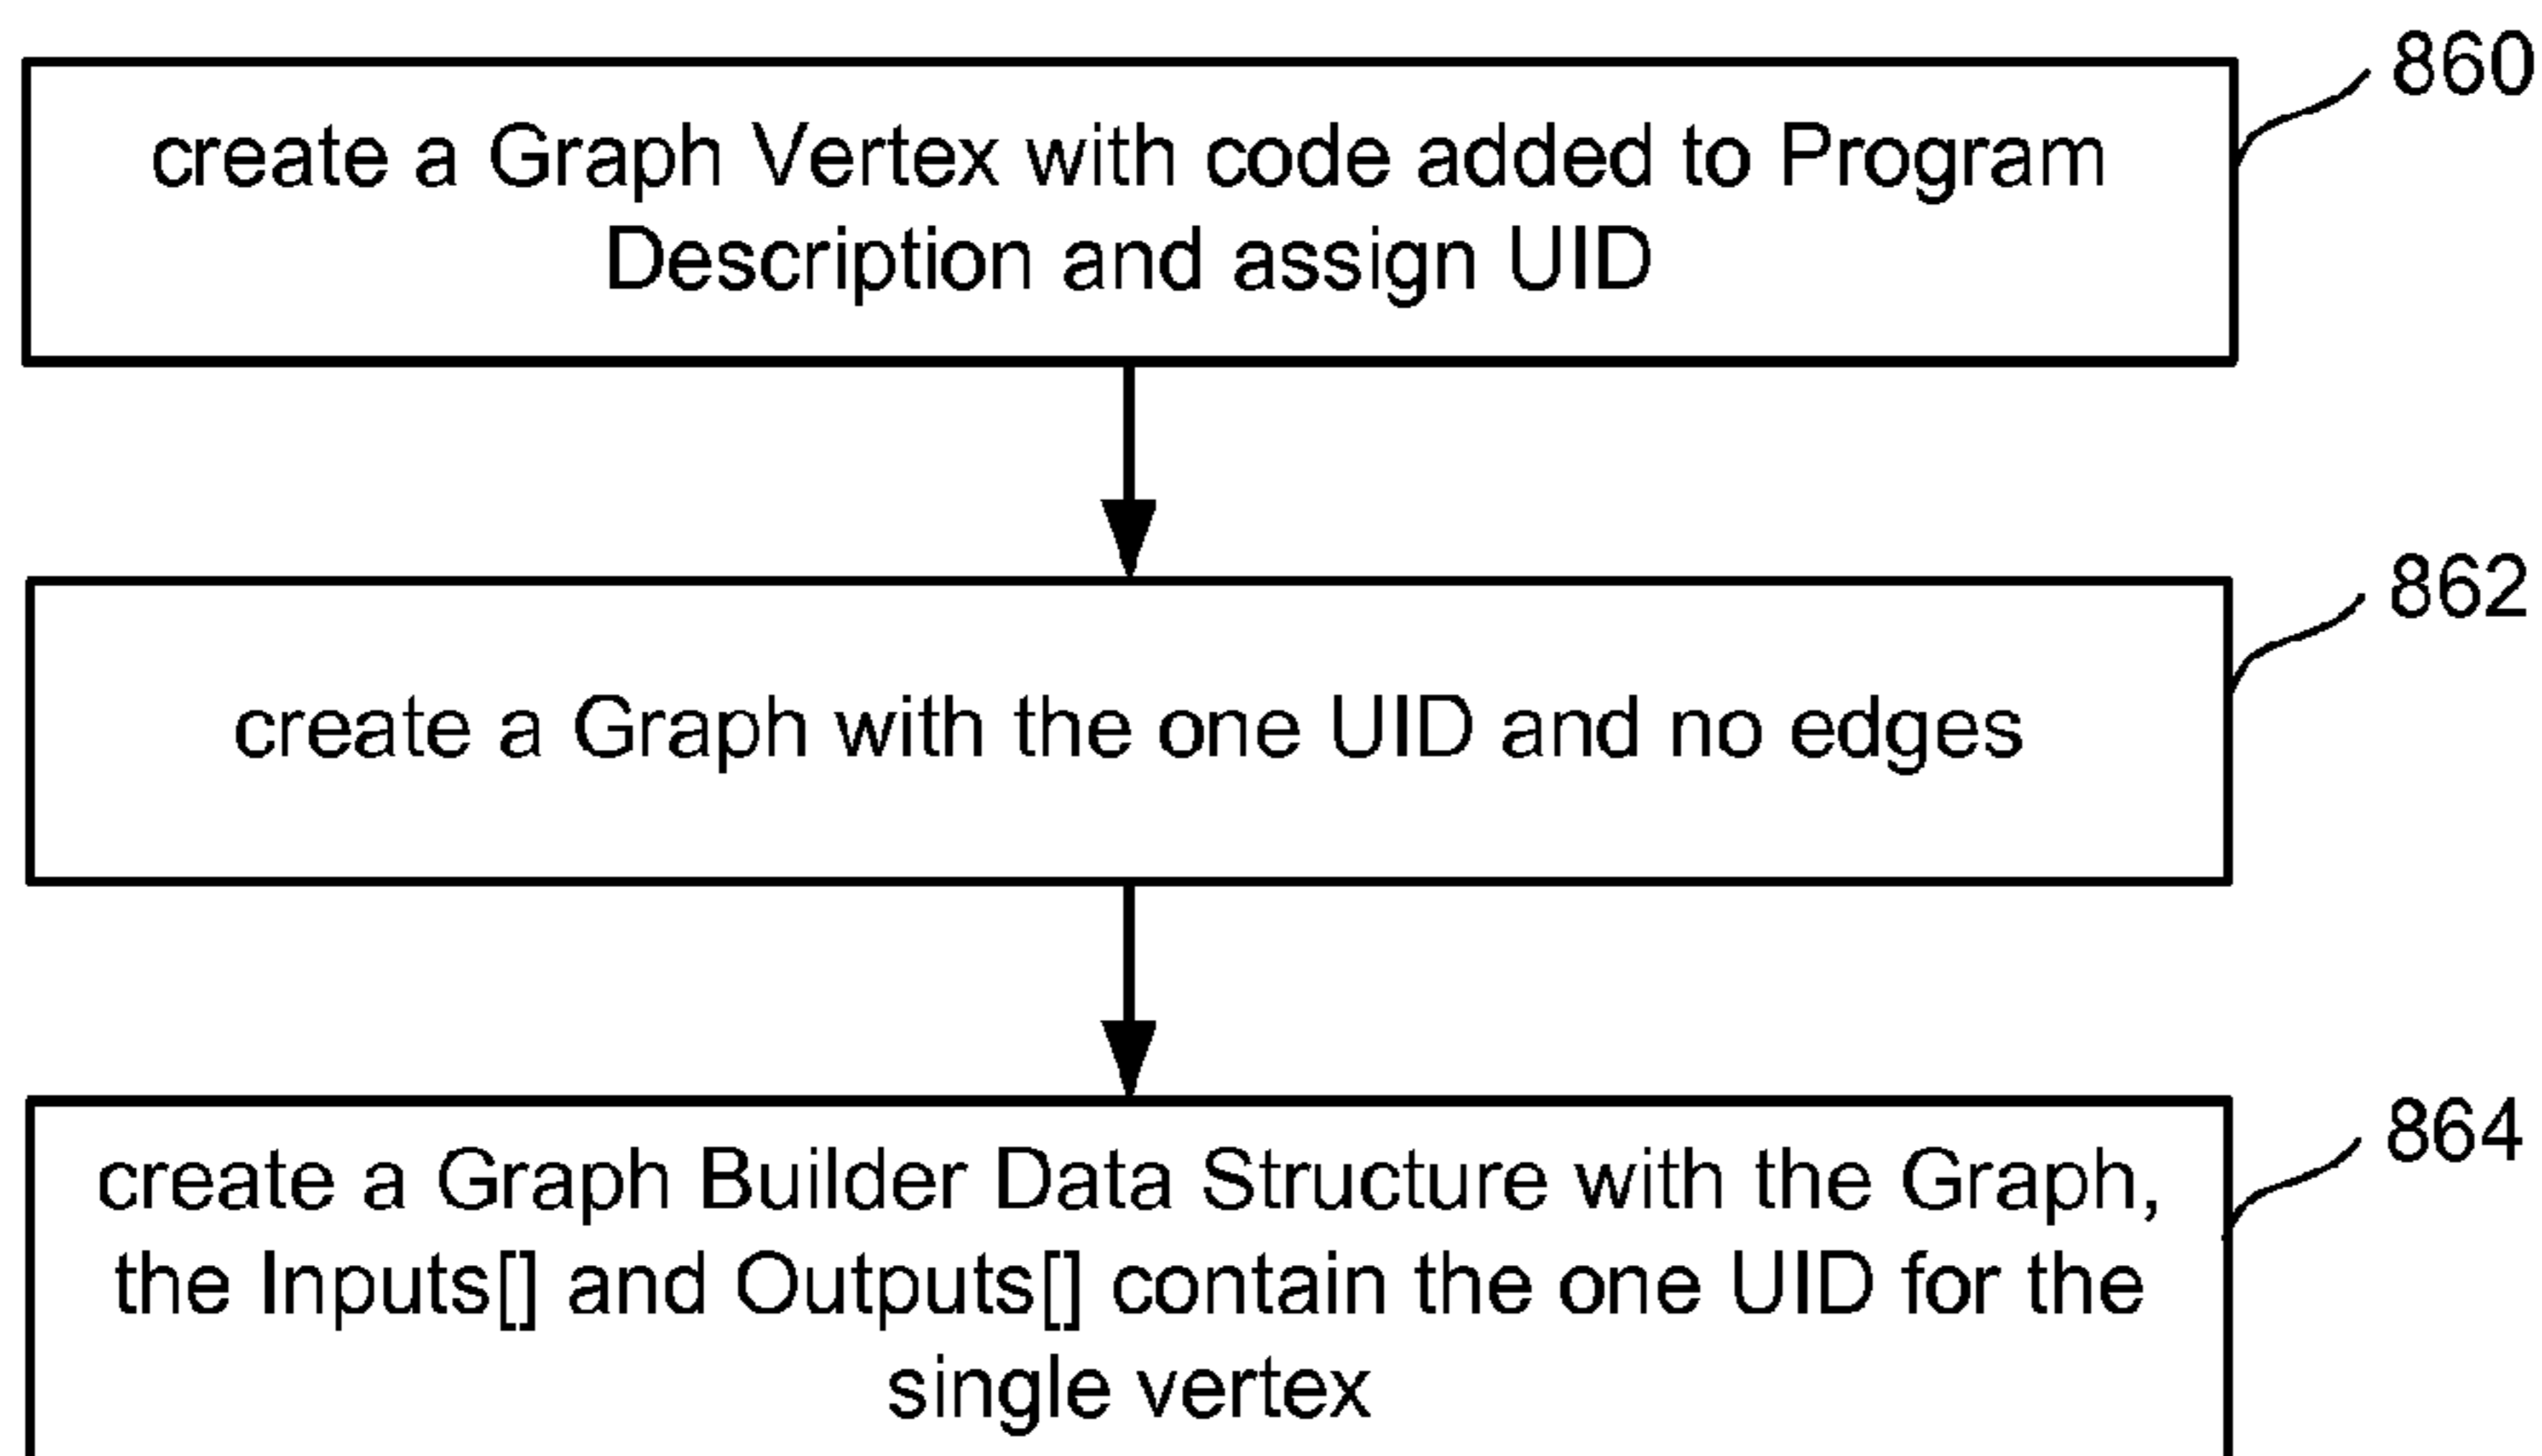 860
create a Graph Vertex with code added to Program
Description and assign UID
862
create a Graph with the one UID and no edges
864
create a Graph Builder Data Structure with the Graph,
the Inputs[] and Outputs[] contain the one UID for the
single vertex